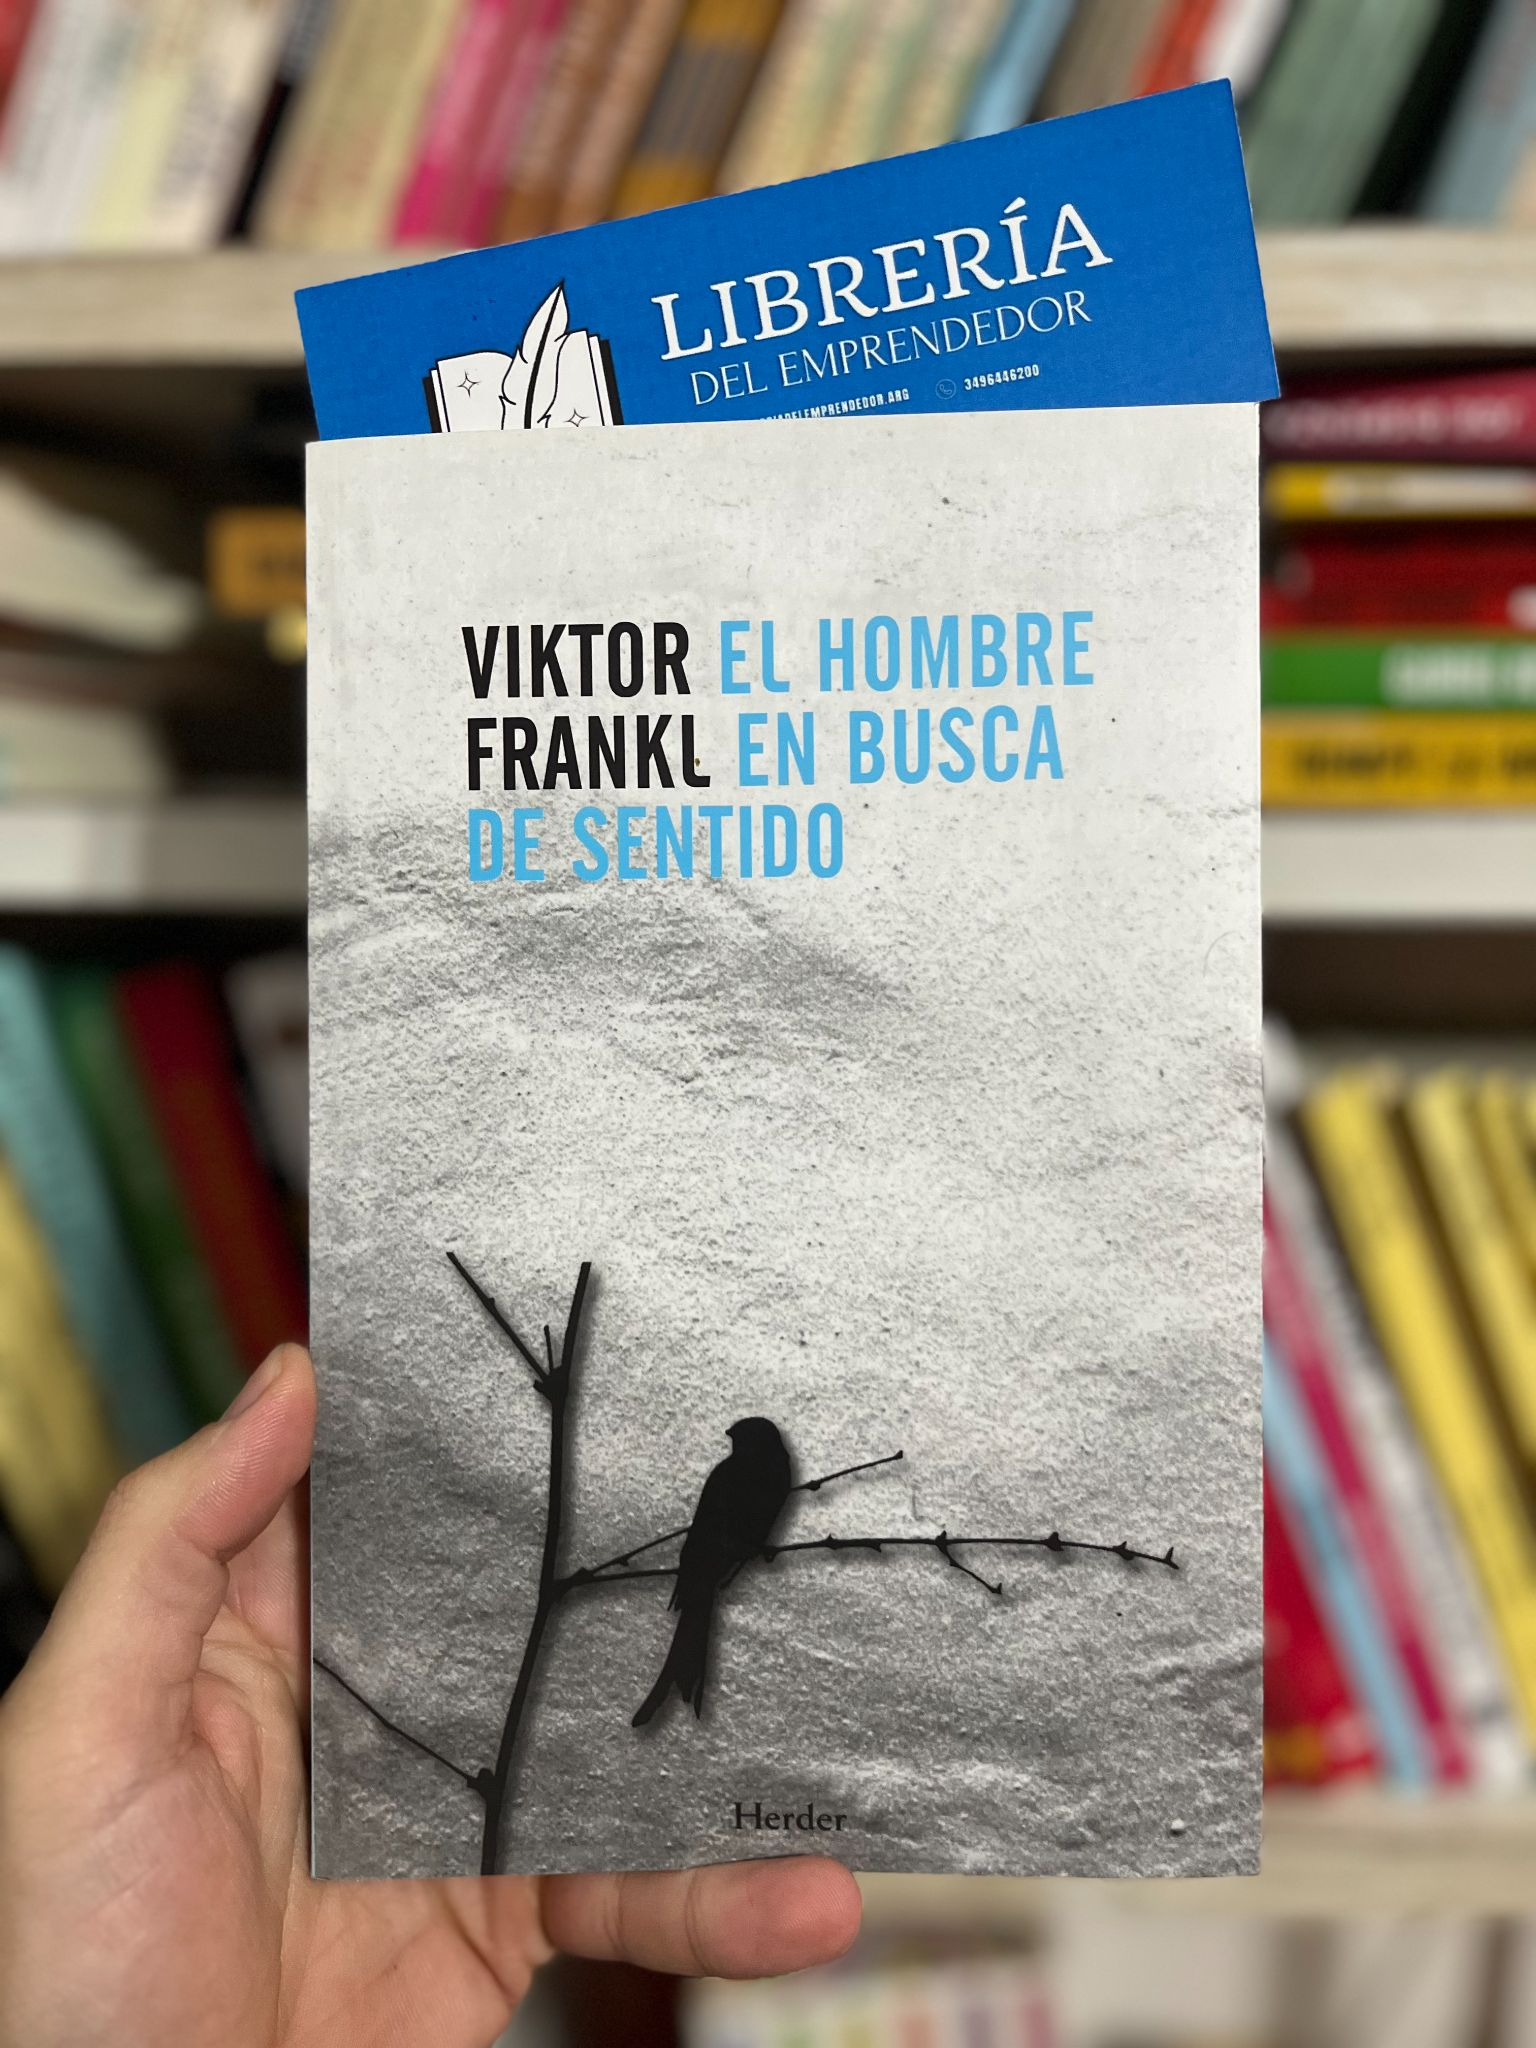 LIBRERÍA
DEL EMPRENDEDOR
3496446200
VIKTOR EL HOMBRE
FRANKL EN BUSCA
DE SENTIDO
Herder